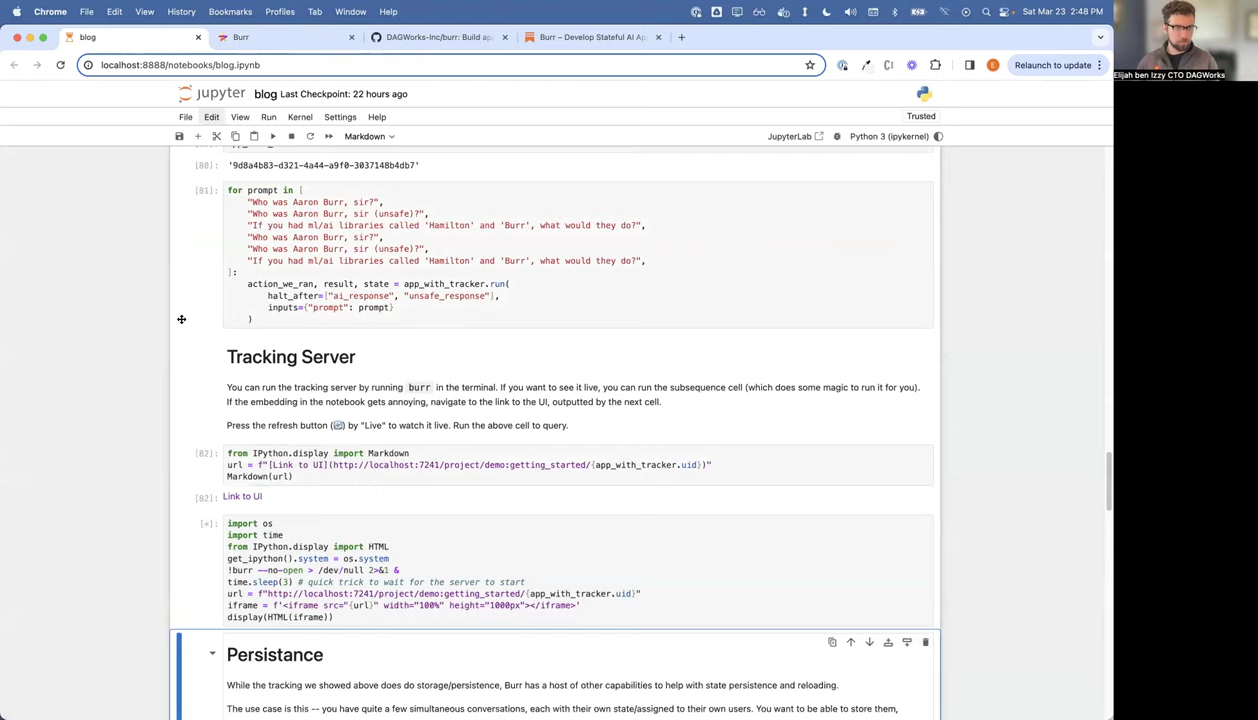 Chrome File Edit View History Bookmarks Profiles Tab Window Help Sat Mar 23 2:48 PM
blog Burr DAGWorks-Inc/burr: Build ap Burr – Develop Stateful AI Ap
localhost:8888/notebooks/blog.ipynb E Relaunch to update
Elijah ben Izzy CTO DAGWorks
jupyter blog Last Checkpoint: 22 hours ago
File Edit View Run Kernel Settings Help Trusted
Markdown JupyterLab Python 3 (ipykernel)
[80]: '9d8a4b83-d321-4a44-a9f0-3037148b4db7'
[81]: for prompt in [
"Who was Aaron Burr, sir?",
"Who was Aaron Burr, sir (unsafe)?",
"If you had ml/ai libraries called 'Hamilton' and 'Burr', what would they do?",
"Who was Aaron Burr, sir?",
"Who was Aaron Burr, sir (unsafe)?",
"If you had ml/ai libraries called 'Hamilton' and 'Burr', what would they do?",
]:
action_we_ran, result, state = app_with_tracker.run(
halt_after=["ai_response", "unsafe_response"],
inputs={"prompt": prompt}
)
Tracking Server
You can run the tracking server by running burr in the terminal. If you want to see it live, you can run the subsequence cell (which does some magic to run it for you).
If the embedding in the notebook gets annoying, navigate to the link to the UI, outputted by the next cell.
Press the refresh button () by "Live" to watch it live. Run the above cell to query.
[82]: from IPython.display import Markdown
url = f"[Link to UI](http://localhost:7241/project/demo:getting_started/{app_with_tracker.uid})"
Markdown(url)
[82]: Link to UI
import os
import time
from IPython.display import HTML
get_ipython().system = os.system
!burr --no-open > /dev/null 2>&1 &
time.sleep(3) # quick trick to wait for the server to start
url = f"http://localhost:7241/project/demo:getting_started/{app_with_tracker.uid}"
iframe = f'<iframe src="{url}" width="100%" height="1000px"></iframe>'
display(HTML(iframe))
Persistance
While the tracking we showed above does do storage/persistence, Burr has a host of other capabilities to help with state persistence and reloading.
The use case is this -- you have quite a few simultaneous conversations, each with their own state/assigned to their own users. You want to be able to store them,